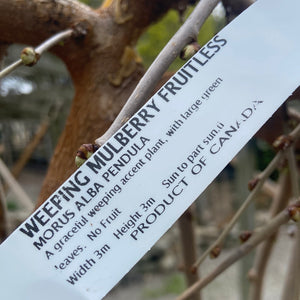 WEEPING MULBERRY FRUITLESS
MORUS ALBA PENDULA
A graceful weeping accent plant, with large green
leaves. No Fruit Sun to part sun.
Width 3m Height 3m
PRODUCT OF CANADA